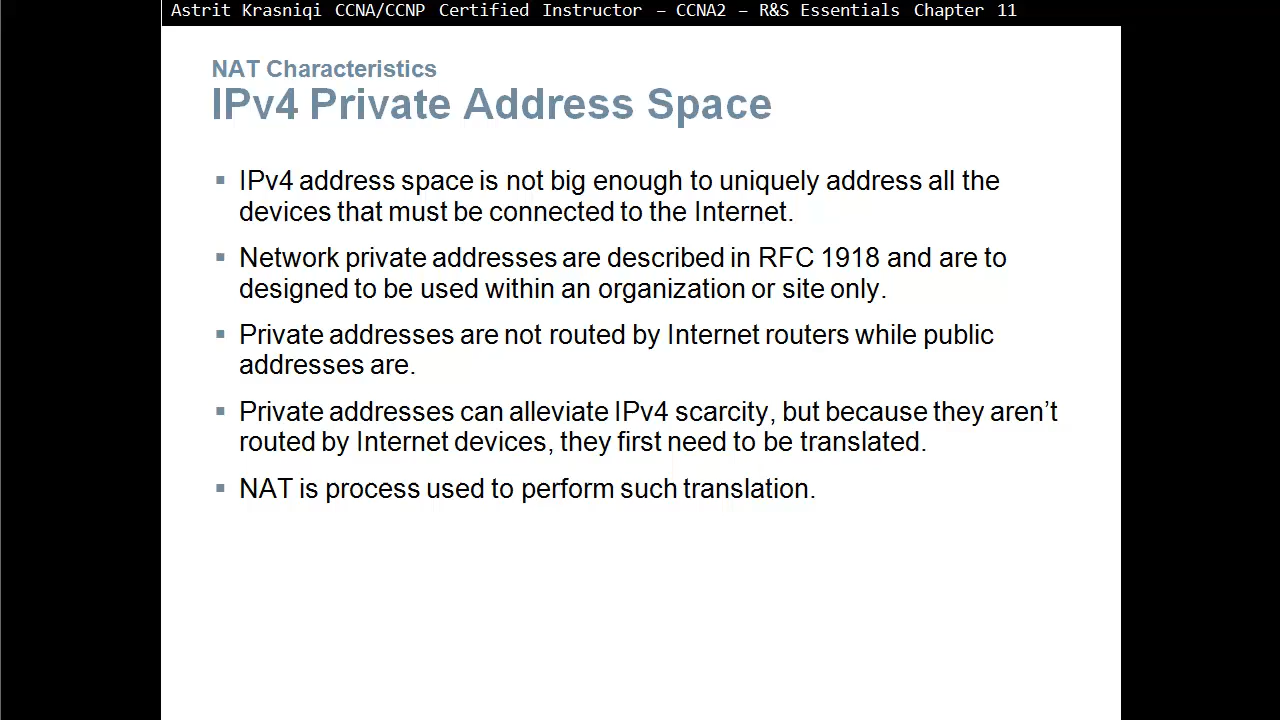 Astrit Krasniqi CCNA/CCNP Certified Instructor – CCNA2 – R&S Essentials Chapter 11
NAT Characteristics
IPv4 Private Address Space
▪ IPv4 address space is not big enough to uniquely address all the
devices that must be connected to the Internet.
▪ Network private addresses are described in RFC 1918 and are to
designed to be used within an organization or site only.
▪ Private addresses are not routed by Internet routers while public
addresses are.
▪ Private addresses can alleviate IPv4 scarcity, but because they aren’t
routed by Internet devices, they first need to be translated.
▪ NAT is process used to perform such translation.